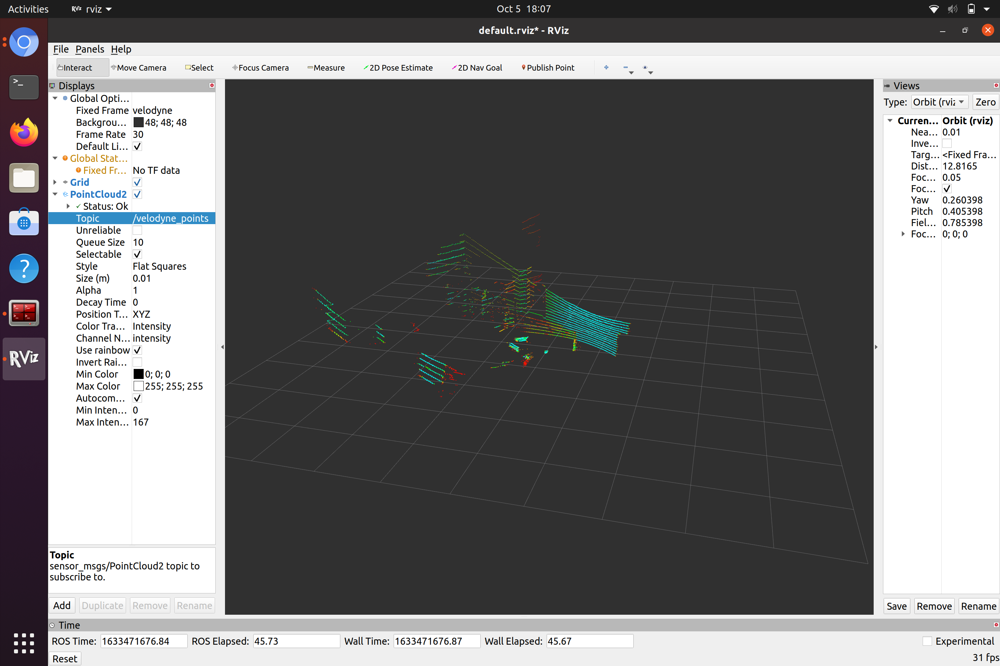 Activities RViz rviz Oct 5 18:07
default.rviz* - RViz
File Panels Help
Interact Move Camera Select Focus Camera Measure 2D Pose Estimate 2D Nav Goal Publish Point
Displays
Global Opti...
Fixed Frame velodyne
Backgrou... 48; 48; 48
Frame Rate 30
Default Li...
Global Stat...
Fixed Fr... No TF data
Grid
PointCloud2
Status: Ok
Topic /velodyne_points
Unreliable
Queue Size 10
Selectable
Style Flat Squares
Size (m) 0.01
Alpha 1
Decay Time 0
Position T... XYZ
Color Tra... Intensity
Channel N... intensity
Use rainbow
Invert Rai...
Min Color 0; 0; 0
Max Color 255; 255; 255
Autocom...
Min Inten... 0
Max Inten... 167
Topic
sensor_msgs/PointCloud2 topic to
subscribe to.
Add Duplicate Remove Rename
RViz
Views
Type: Orbit (rviz Zero
Curren... Orbit (rviz)
Nea... 0.01
Inve...
Targ... <Fixed Fra...
Dist... 12.8165
Foc... 0.05
Foc...
Yaw 0.260398
Pitch 0.405398
Fiel... 0.785398
Foc... 0; 0; 0
Save Remove Rename
Time
ROS Time: 1633471676.84 ROS Elapsed: 45.73 Wall Time: 1633471676.87 Wall Elapsed: 45.67 Experimental
Reset 31 fps